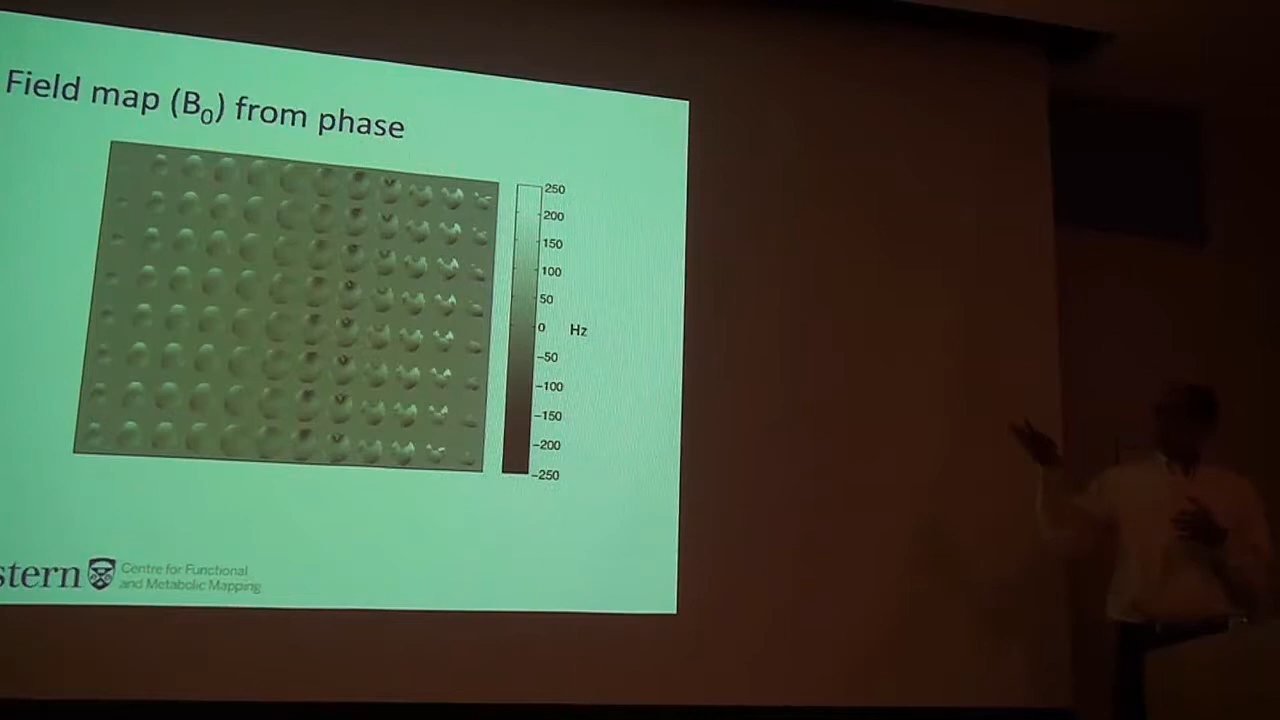 Field map (B0) from phase
250
200
150
100
50
0
Hz
−50
−100
−150
−200
−250
stern
Centre for Functional
and Metabolic Mapping